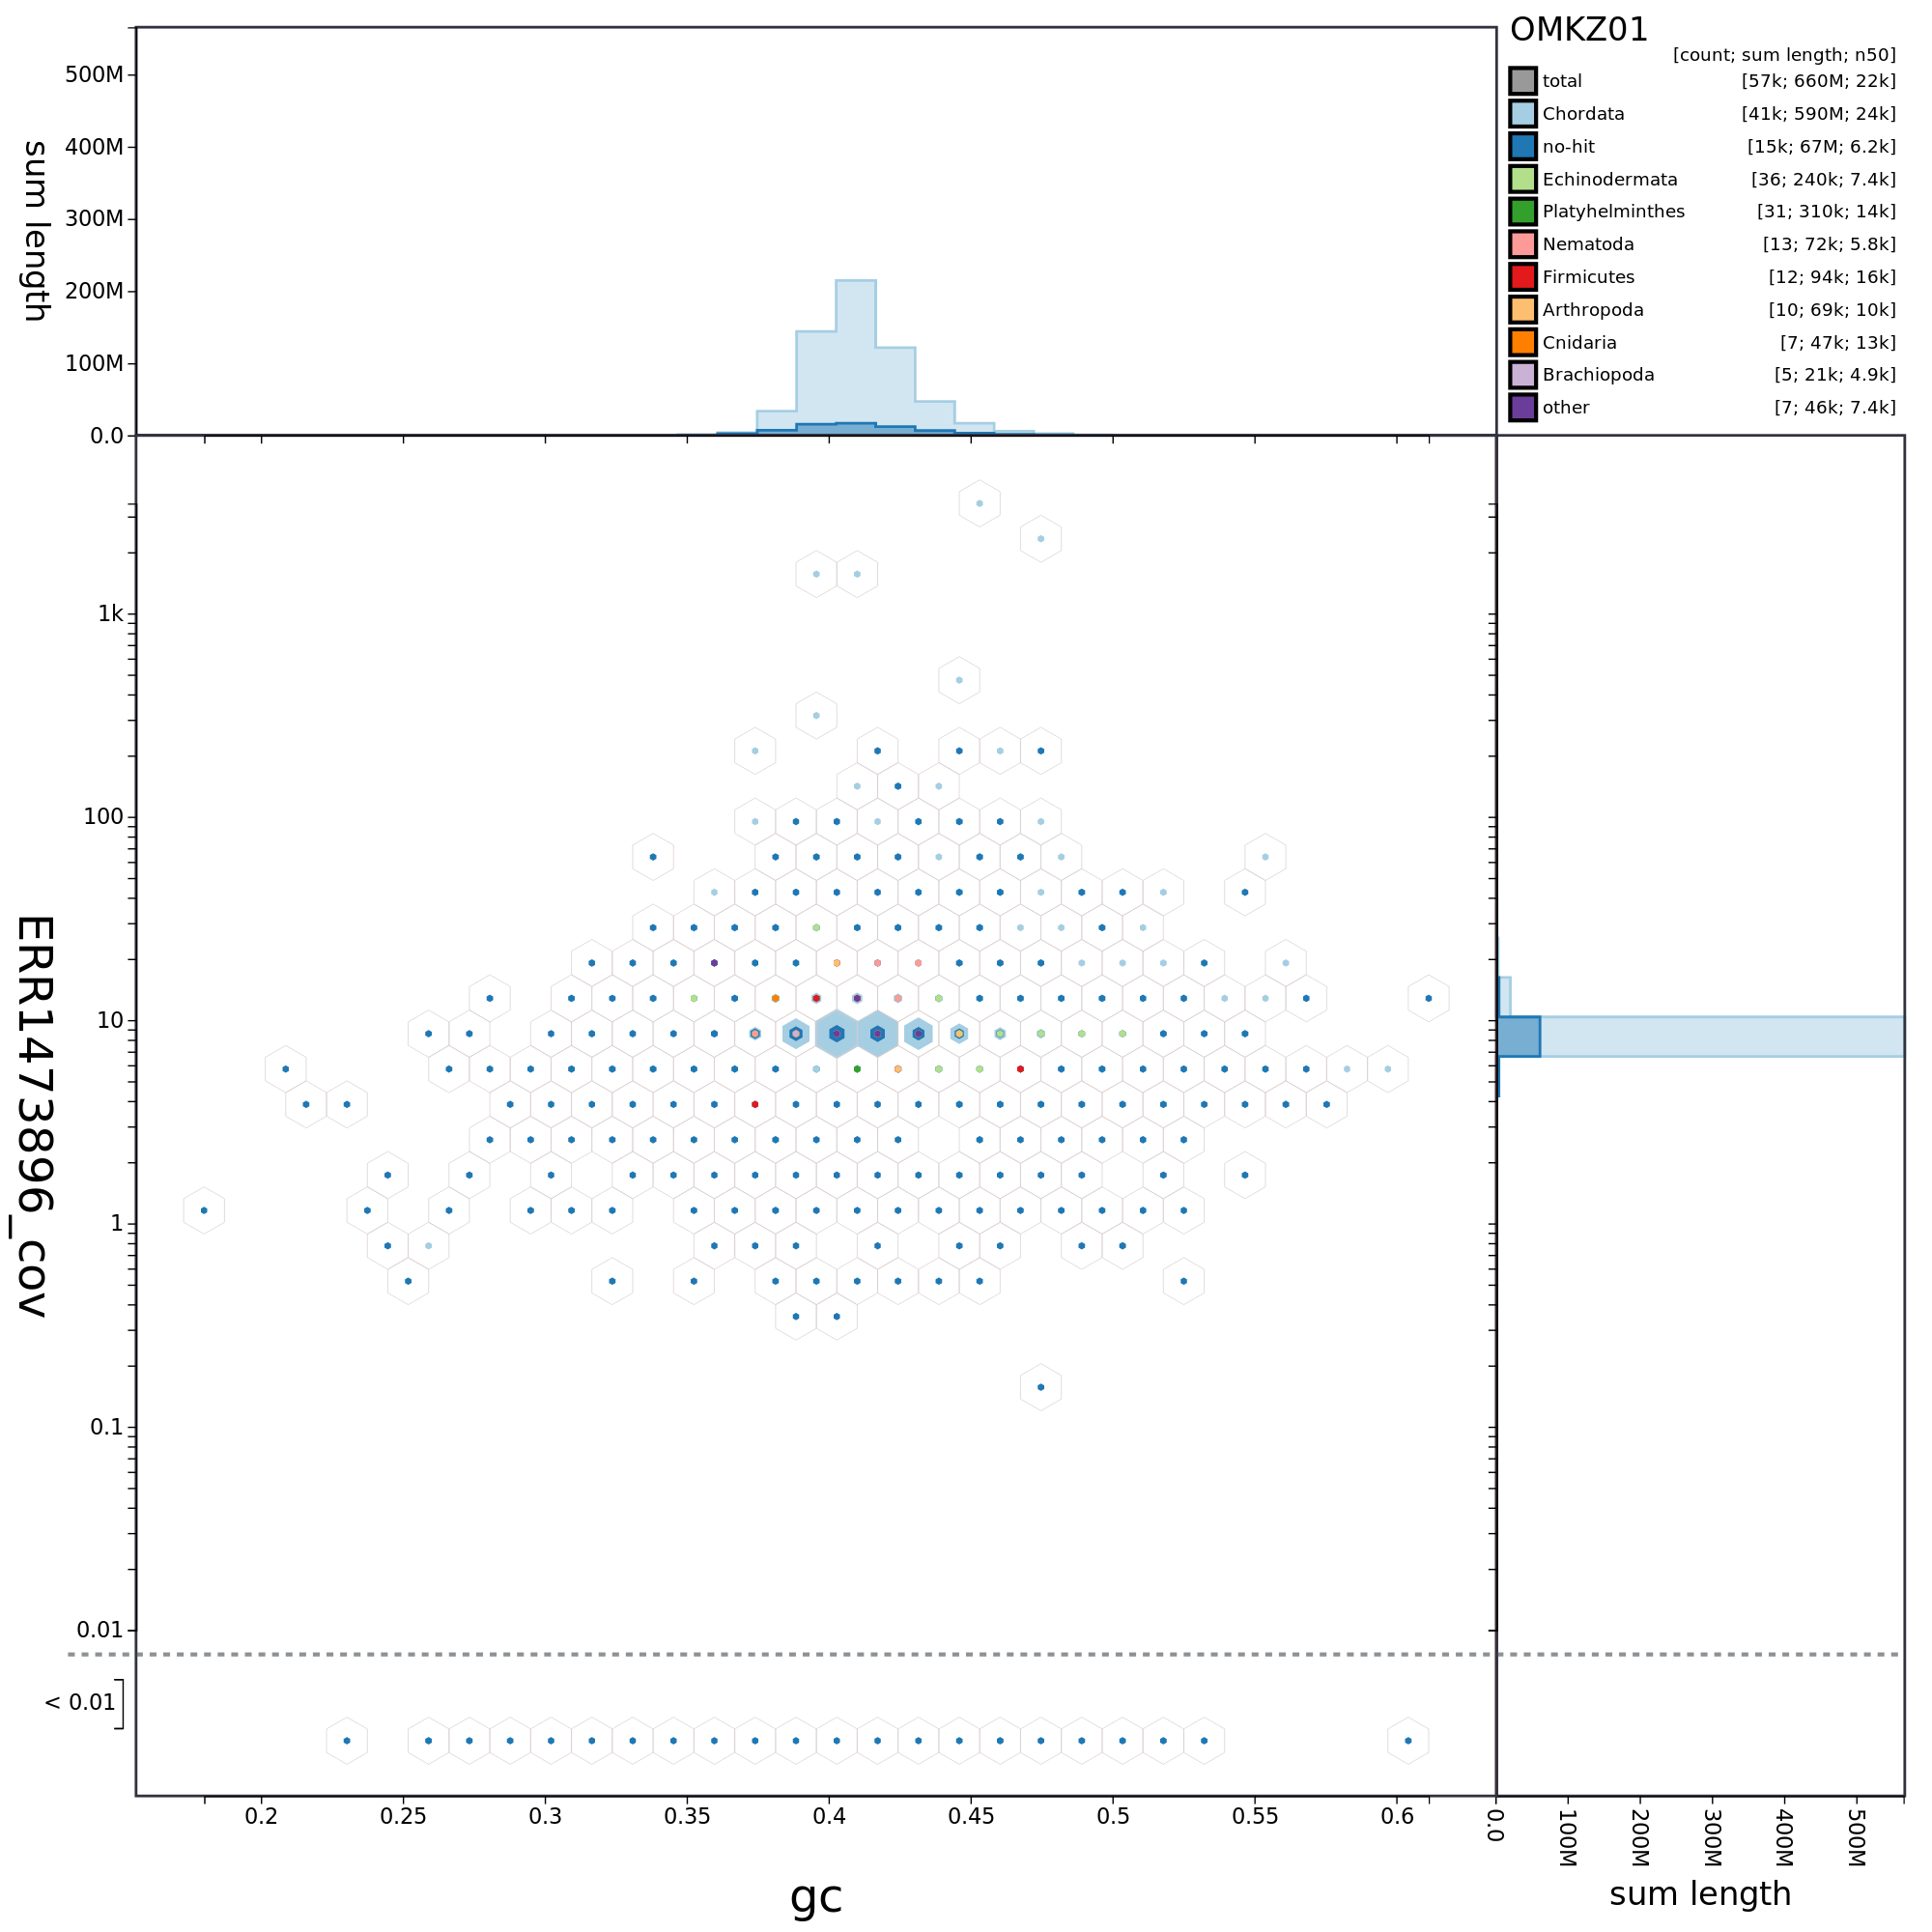 OMKZ01
[count; sum length; n50]
total [57k; 660M; 22k]
Chordata [41k; 590M; 24k]
no-hit [15k; 67M; 6.2k]
Echinodermata [36; 240k; 7.4k]
Platyhelminthes [31; 310k; 14k]
Nematoda [13; 72k; 5.8k]
Firmicutes [12; 94k; 16k]
Arthropoda [10; 69k; 10k]
Cnidaria [7; 47k; 13k]
Brachiopoda [5; 21k; 4.9k]
other [7; 46k; 7.4k]
sum length
500M
400M
300M
200M
100M
0.0
ERR1473896_cov
1k
100
10
1
0.1
0.01
< 0.01
0.2 0.25 0.3 0.35 0.4 0.45 0.5 0.55 0.6
gc
0.0 100M 200M 300M 400M 500M
sum length